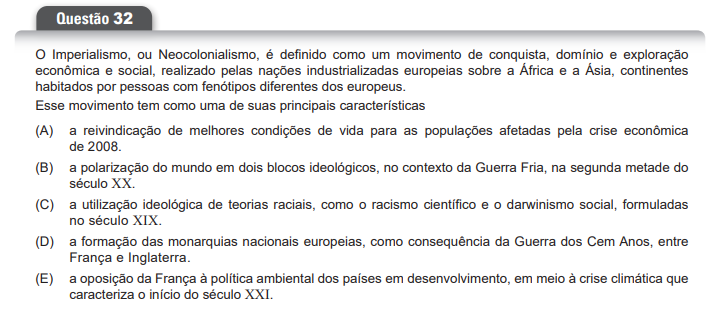 Questão 32
O Imperialismo, ou Neocolonialismo, é definido como um movimento de conquista, domínio e exploração
econômica e social, realizado pelas nações industrializadas europeias sobre a África e a Ásia, continentes
habitados por pessoas com fenótipos diferentes dos europeus.
Esse movimento tem como uma de suas principais características
(A) a reivindicação de melhores condições de vida para as populações afetadas pela crise econômica
de 2008.
(B) a polarização do mundo em dois blocos ideológicos, no contexto da Guerra Fria, na segunda metade do
século XX.
(C) a utilização ideológica de teorias raciais, como o racismo científico e o darwinismo social, formuladas
no século XIX.
(D) a formação das monarquias nacionais europeias, como consequência da Guerra dos Cem Anos, entre
França e Inglaterra.
(E) a oposição da França à política ambiental dos países em desenvolvimento, em meio à crise climática que
caracteriza o início do século XXI.